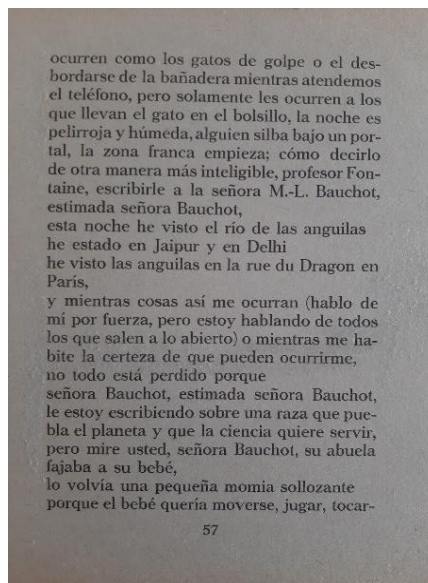 ocurren como los gatos de golpe o el des-
bordarse de la bañadera mientras atendemos
el teléfono, pero solamente les ocurren a los
que llevan el gato en el bolsillo, la noche es
pelirroja y húmeda, alguien silba bajo un por-
tal, la zona franca empieza; cómo decirlo
de otra manera más inteligible, profesor Fon-
taine, escribirle a la señora M.-L. Bauchot,
estimada señora Bauchot,
esta noche he visto el río de las anguilas
he estado en Jaipur y en Delhi
he visto las anguilas en la rue du Dragon en
París,
y mientras cosas así me ocurran (hablo de
mí por fuerza, pero estoy hablando de todos
los que salen a lo abierto) o mientras me ha-
bite la certeza de que pueden ocurrirme,
no todo está perdido porque
señora Bauchot, estimada señora Bauchot,
le estoy escribiendo sobre una raza que pue-
bla el planeta y que la ciencia quiere servir,
pero mire usted, señora Bauchot, su abuela
fajaba a su bebé,
lo volvía una pequeña momia sollozante
porque el bebé quería moverse, jugar, tocar-
57